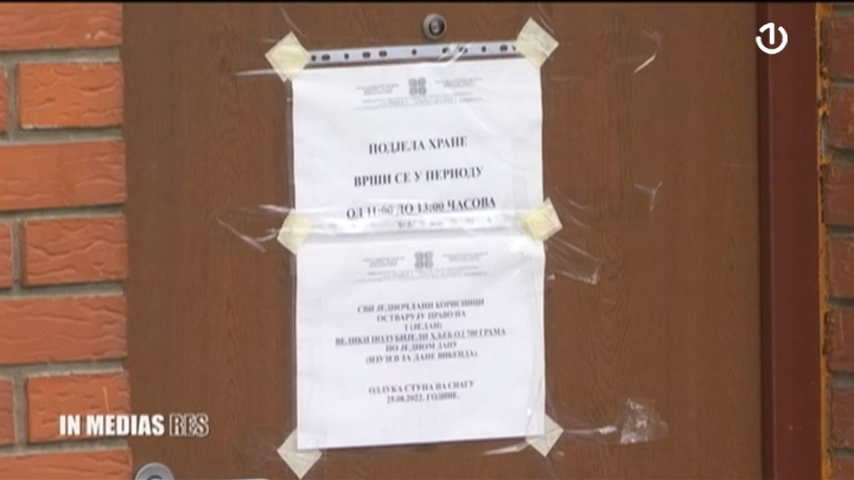 ПОДЈЕЛА ХРАНЕ
ВРШИ СЕ У ПЕРИОДУ
ОД 11:00 ДО 13:00 ЧАСОВА
СВИ ЈЕДНОЧЛАНИ КОРИСНИЦИ
ОСТВАРУЈУ ПРАВО НА
1 (ЈЕДАН)
ВЕЛИКИ ПОЛУБИЈЕЛИ ХЉЕБ ОД 700 ГРАМА
ПО ЈЕДНОМ ДАНУ
(ИЗУЗЕВ ЗА ДАНЕ ВИКЕНДА).
ОДЛУКА СТУПА НА СНАГУ
25.08.2022. ГОДИНЕ.
IN MEDIAS RES